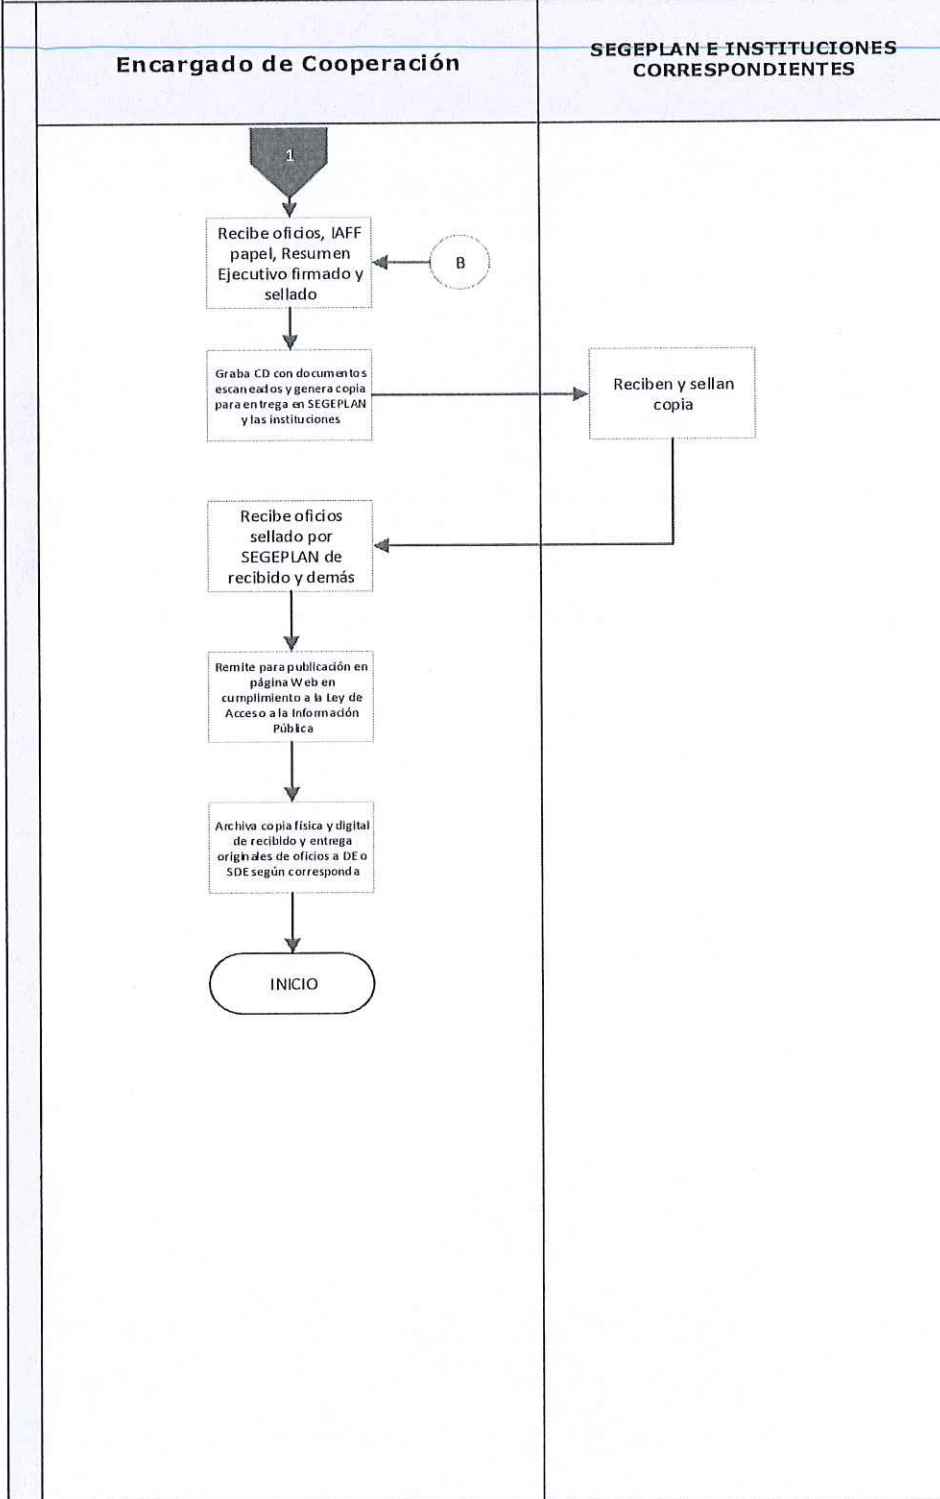 Encargado de Cooperación
SEGEPLAN E INSTITUCIONES
CORRESPONDIENTES
1
Recibe oficios, IAFF
papel, Resumen
Ejecutivo firmado y
sellado
B
Graba CD con documentos
escaneados y genera copia
para entrega en SEGEPLAN
y las instituciones
Reciben y sellan
copia
Recibe oficios
sellado por
SEGEPLAN de
recibido y demás
Remite para publicación en
página Web en
cumplimiento a la Ley de
Acceso a la Información
Pública
Archiva copia física y digital
de recibido y entrega
originales de oficios a DE o
SDE según corresponda
INICIO